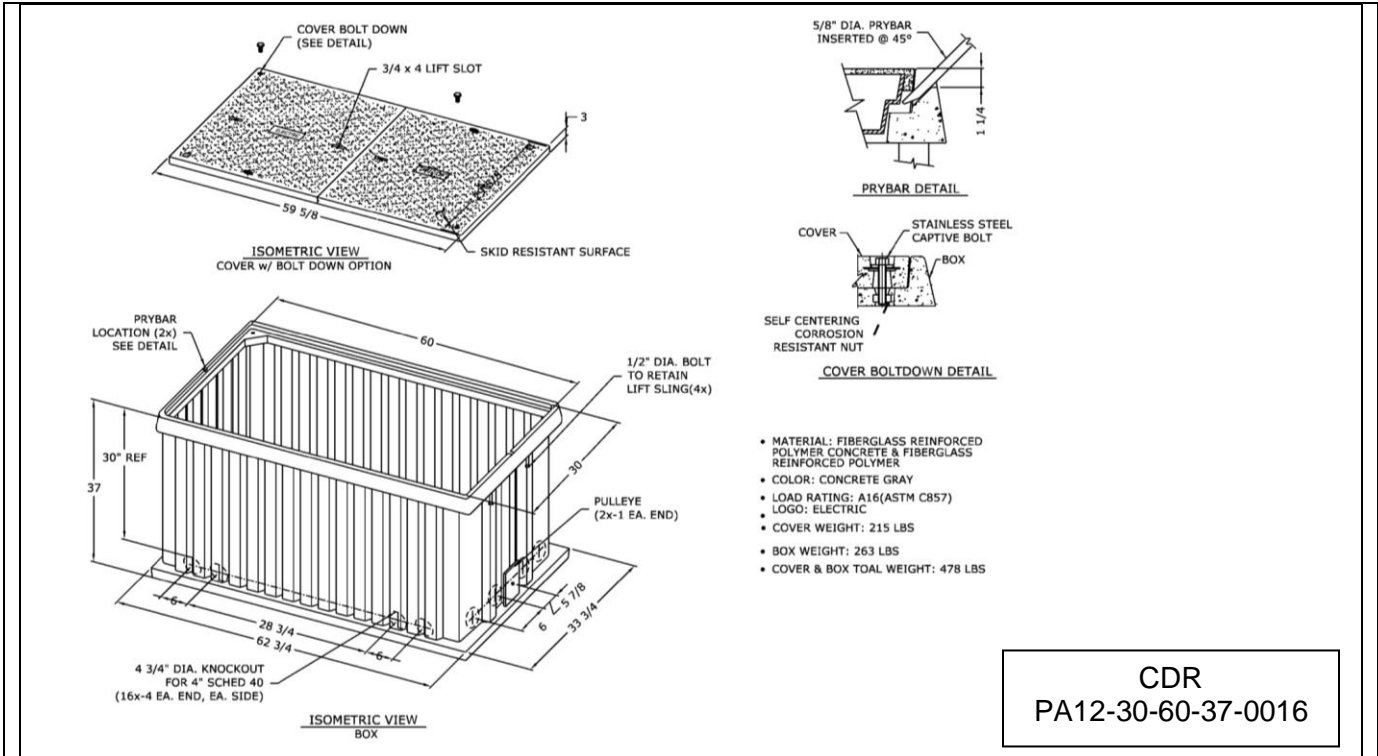 COVER BOLT DOWN
(SEE DETAIL)
3/4 x 4 LIFT SLOT
3
59 5/8
SKID RESISTANT SURFACE
ISOMETRIC VIEW
COVER w/ BOLT DOWN OPTION
5/8" DIA. PRYBAR
INSERTED @ 45º
1 1/4
PRYBAR DETAIL
COVER
STAINLESS STEEL
CAPTIVE BOLT
BOX
SELF CENTERING
CORROSION
RESISTANT NUT
COVER BOLTDOWN DETAIL
PRYBAR
LOCATION (2x)
SEE DETAIL
60
1/2" DIA. BOLT
TO RETAIN
LIFT SLING(4x)
30" REF
37
30
PULLEYE
(2x-1 EA. END)
6
28 3/4
6
62 3/4
6
5 7/8
33 3/4
4 3/4" DIA. KNOCKOUT
FOR 4" SCHED 40
(16x-4 EA. END, EA. SIDE)
ISOMETRIC VIEW
BOX
• MATERIAL: FIBERGLASS REINFORCED
POLYMER CONCRETE & FIBERGLASS
REINFORCED POLYMER
• COLOR: CONCRETE GRAY
• LOAD RATING: A16(ASTM C857)
• LOGO: ELECTRIC
• COVER WEIGHT: 215 LBS
• BOX WEIGHT: 263 LBS
• COVER & BOX TOAL WEIGHT: 478 LBS
CDR
PA12-30-60-37-0016